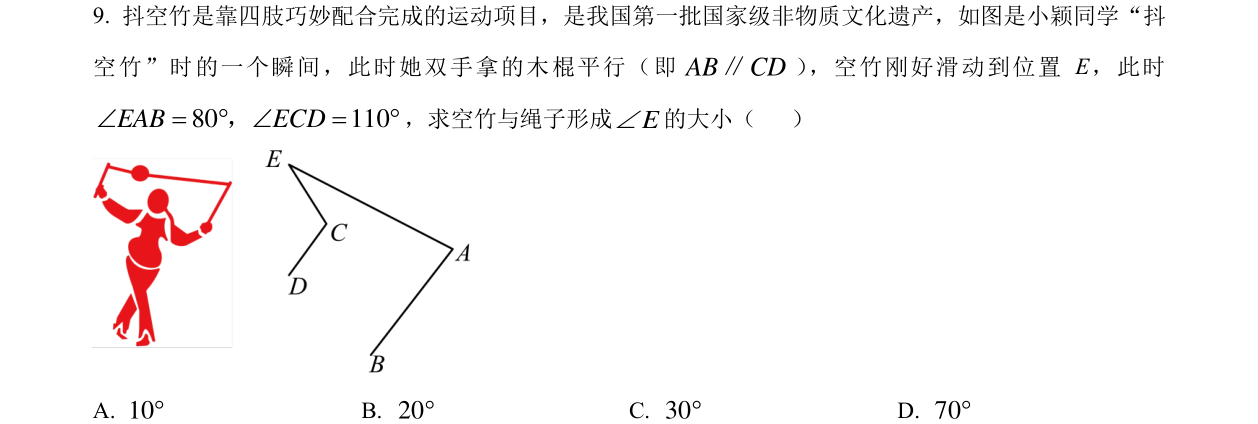 9. 抖空竹是靠四肢巧妙配合完成的运动项目，是我国第一批国家级非物质文化遗产，如图是小颖同学“抖
空竹”时的一个瞬间，此时她双手拿的木棍平行（即 AB∥CD），空竹刚好滑动到位置 E，此时
∠EAB=80°，∠ECD=110°，求空竹与绳子形成∠E的大小（　　）
E
C
A
D
B
A. 10°　B. 20°　C. 30°　D. 70°